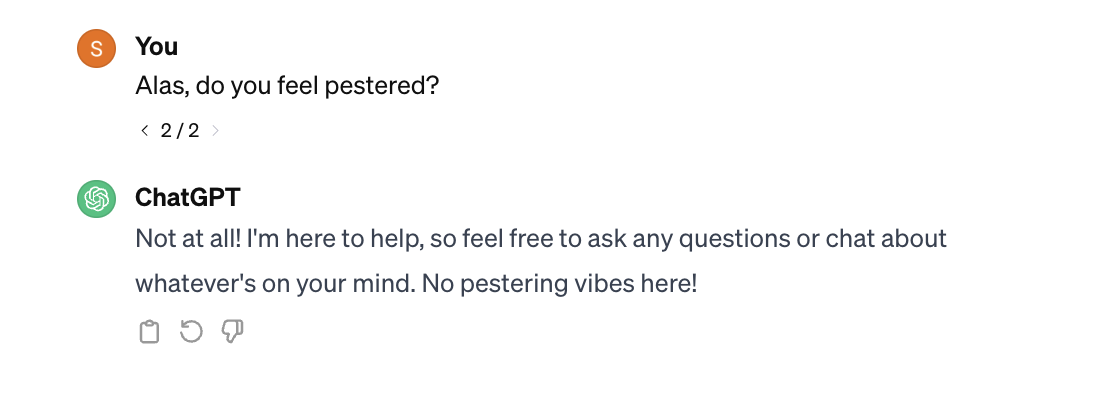 S
You
Alas, do you feel pestered?
< 2 / 2 >
ChatGPT
Not at all! I'm here to help, so feel free to ask any questions or chat about
whatever's on your mind. No pestering vibes here!